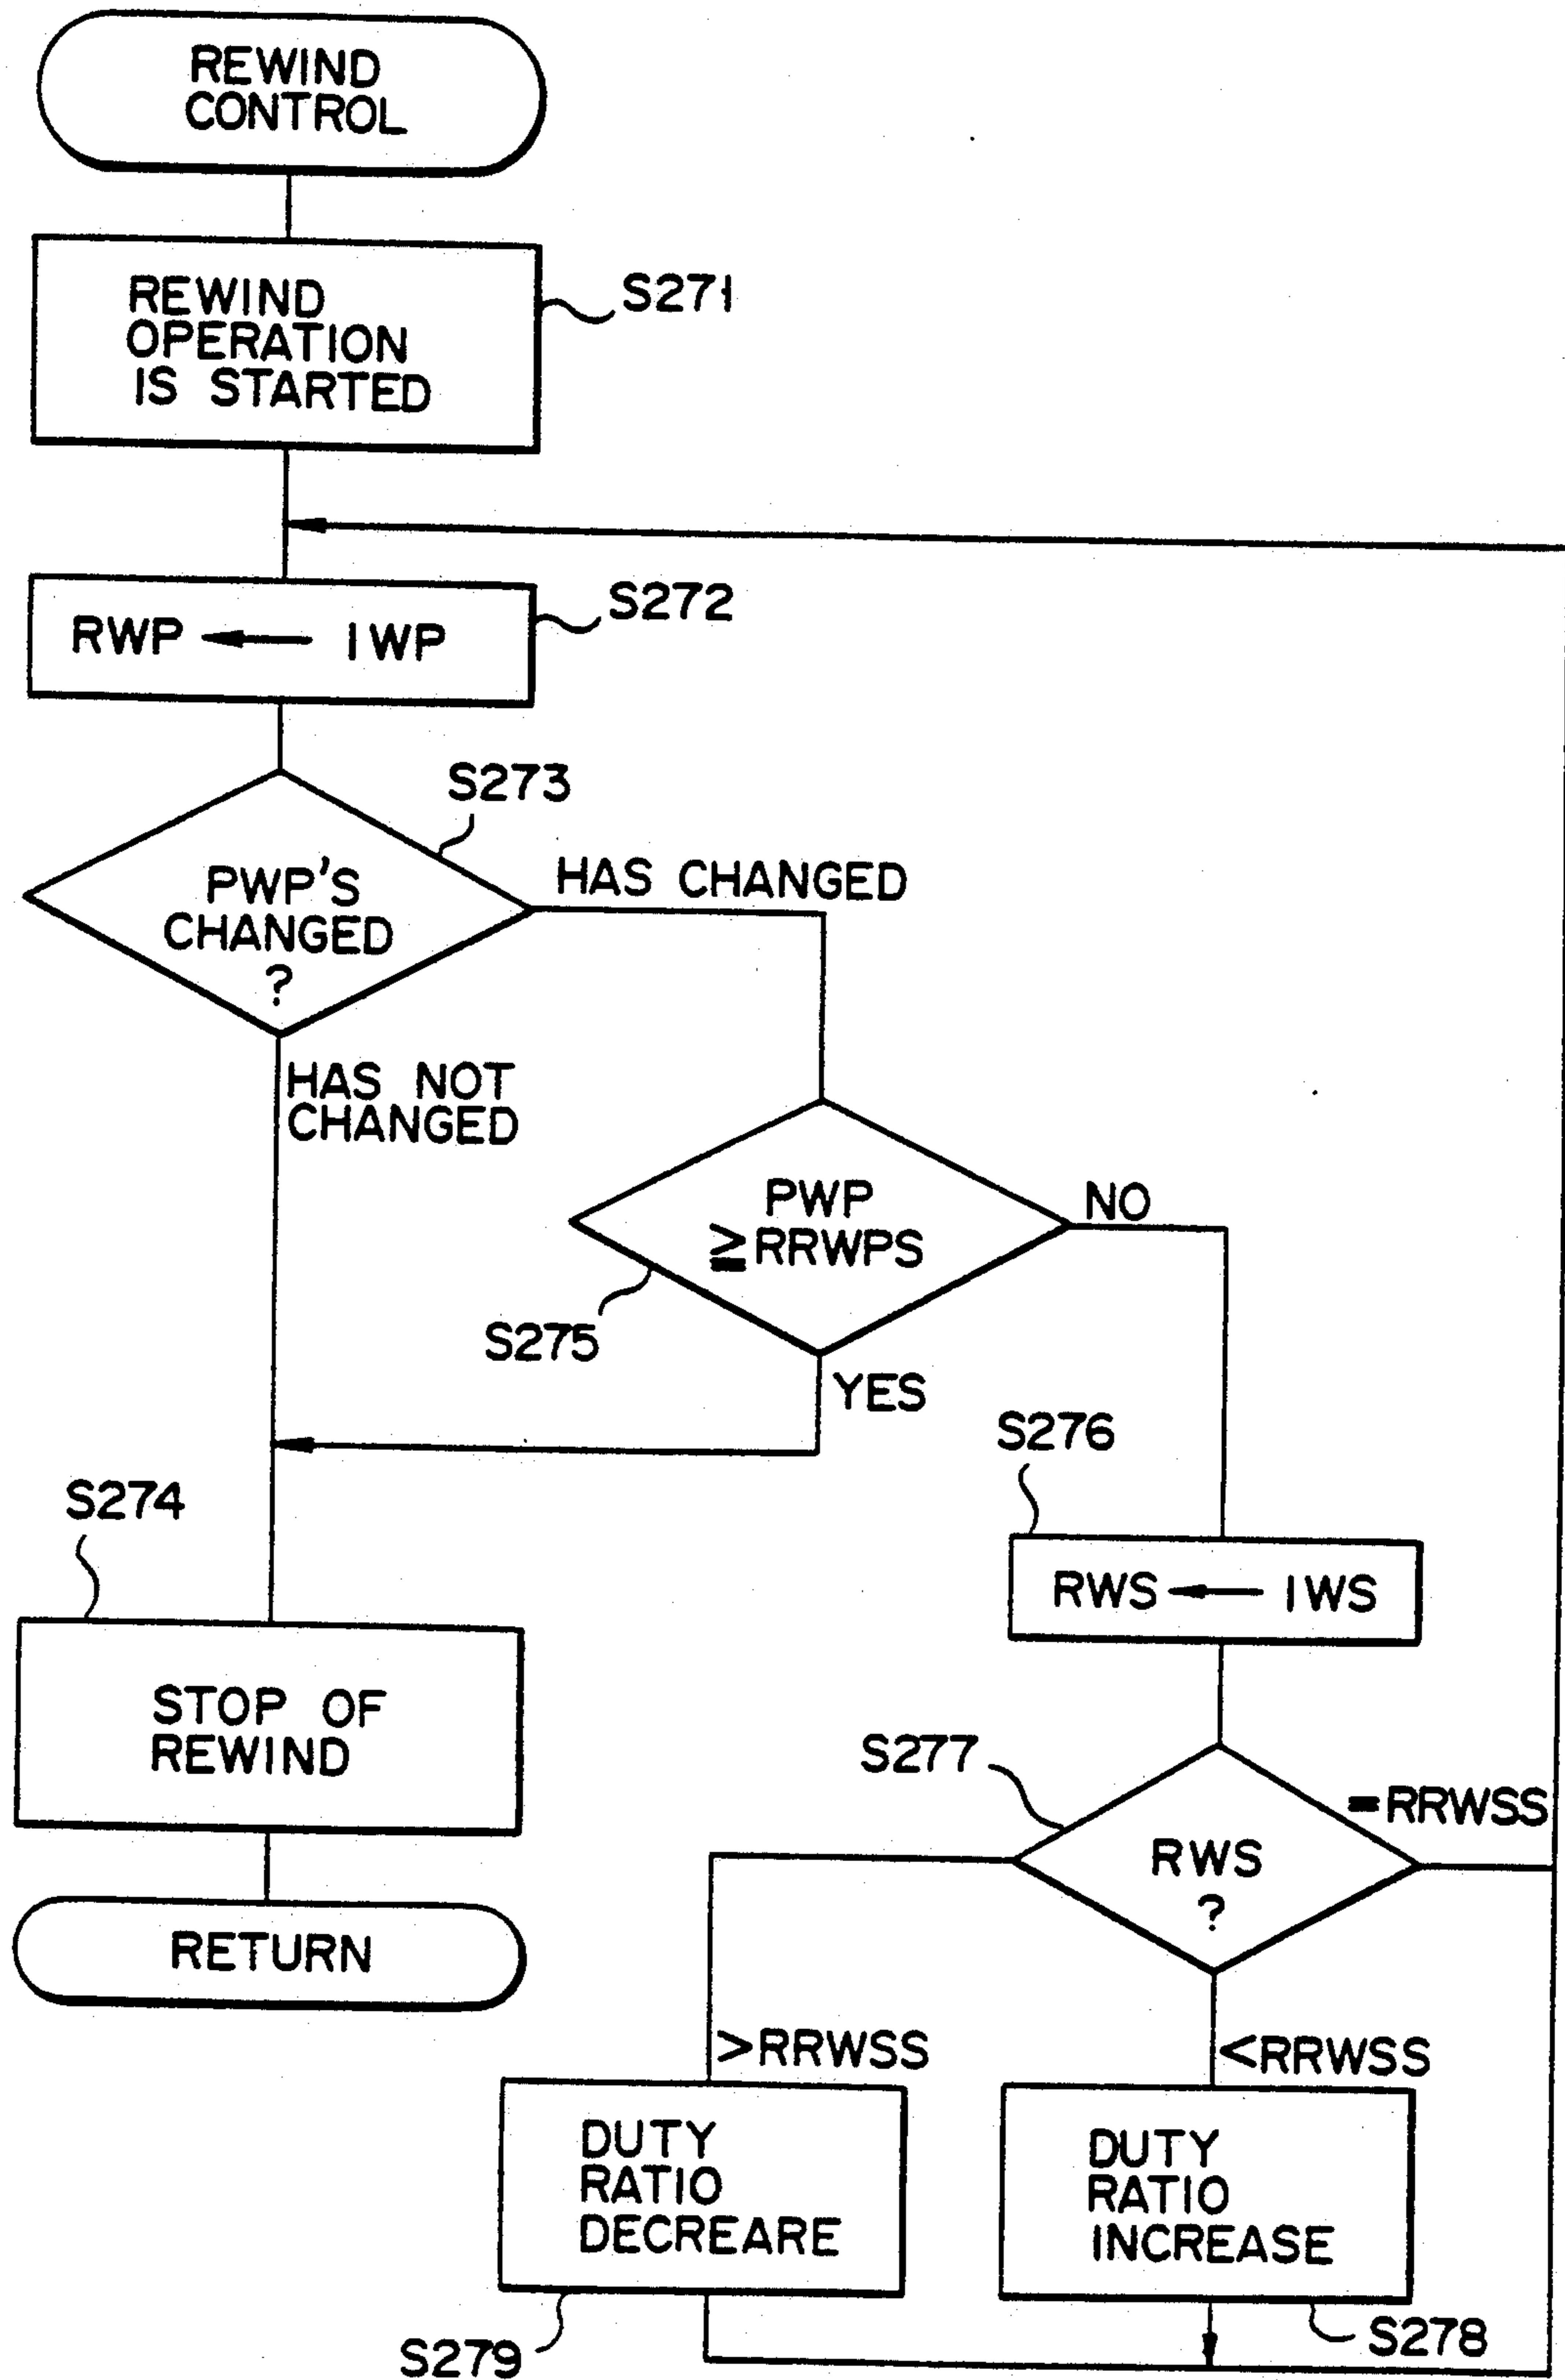 REWIND
CONTROL
REWIND
OPERATION
IS STARTED
S271
RWP ← IWP
S272
S273
PWP'S
CHANGED
?
HAS CHANGED
HAS NOT
CHANGED
PWP
≧RRWPS
NO
S275
YES
S276
RWS ← IWS
S274
STOP OF
REWIND
RETURN
S277
RWS
?
=RRWSS
>RRWSS
<RRWSS
DUTY
RATIO
DECREARE
DUTY
RATIO
INCREASE
S279
S278